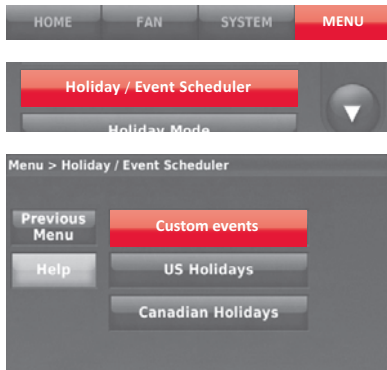 HOME FAN SYSTEM MENU
Holiday / Event Scheduler
Holiday Mode
Menu > Holiday / Event Scheduler
Previous
Menu
Custom events
Help
US Holidays
Canadian Holidays